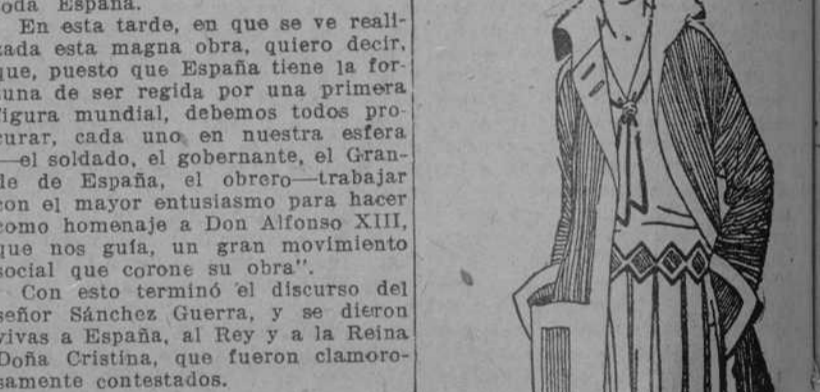 toda España.
En esta tarde, en que se ve reali-
zada esta magna obra, quiero decir,
que, puesto que España tiene la for-
tuna de ser regida por una primera
figura mundial, debemos todos pro-
curar, cada uno en nuestra esfera
—el soldado, el gobernante, el Gran-
de de España, el obrero—trabajar
con el mayor entusiasmo para hacer
como homenaje a Don Alfonso XIII,
que nos guía, un gran movimiento
social que corone su obra".
Con esto terminó el discurso del
señor Sánchez Guerra, y se dieron
vivas a España, al Rey y a la Reina
Doña Cristina, que fueron clamoro-
samente contestados.